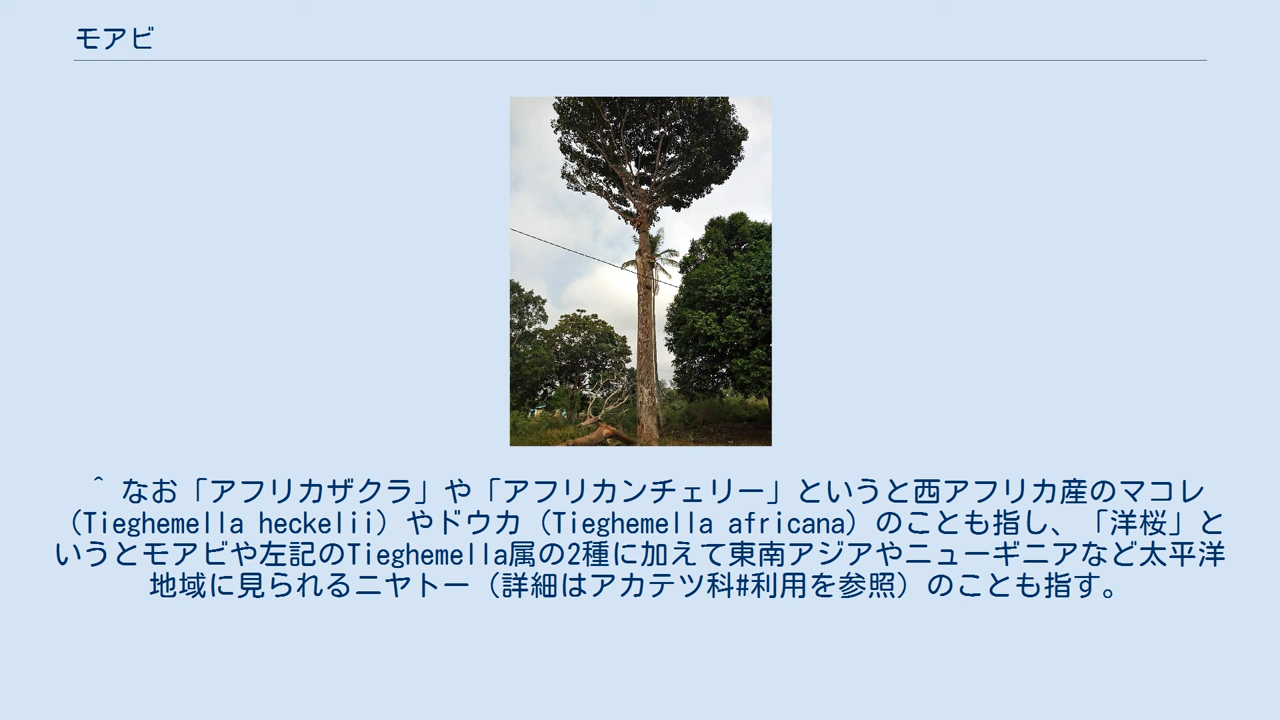 モアビ
^ なお「アフリカザクラ」や「アフリカンチェリー」というと西アフリカ産のマコレ
（Tieghemella heckelii）やドウカ（Tieghemella africana）のことも指し、「洋桜」と
いうとモアビや左記のTieghemella属の2種に加えて東南アジアやニューギニアなど太平洋
地域に見られるニヤトー（詳細はアカテツ科#利用を参照）のことも指す。